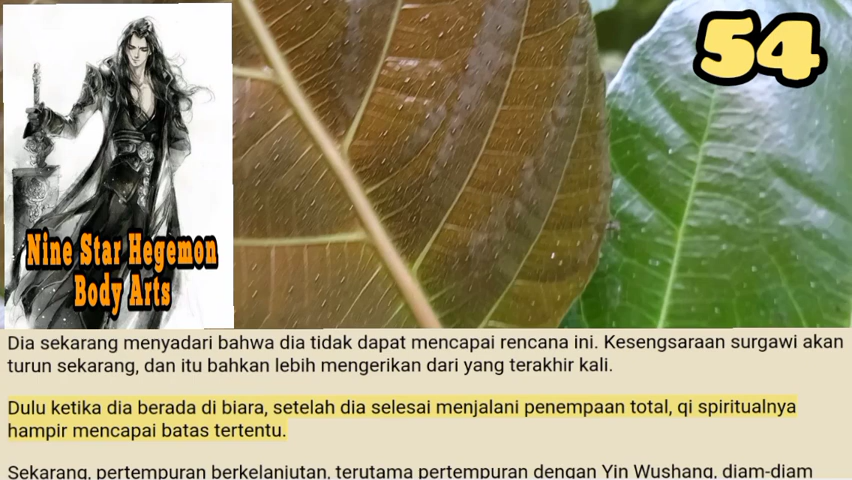 54
Nine Star Hegemon
Body Arts
Dia sekarang menyadari bahwa dia tidak dapat mencapai rencana ini. Kesengsaraan surgawi akan
turun sekarang, dan itu bahkan lebih mengerikan dari yang terakhir kali.
Dulu ketika dia berada di biara, setelah dia selesai menjalani penempaan total, qi spiritualnya
hampir mencapai batas tertentu.
Sekarang, pertempuran berkelanjutan, terutama pertempuran dengan Yin Wushang, diam-diam